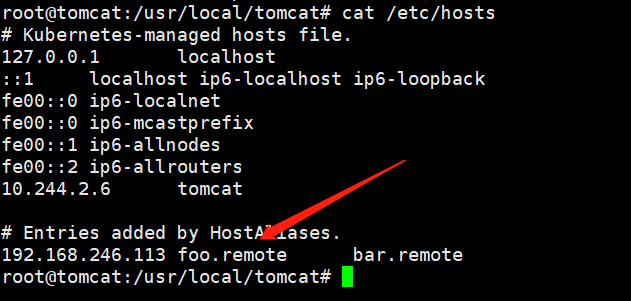 root@tomcat:/usr/local/tomcat# cat /etc/hosts
# Kubernetes-managed hosts file.
127.0.0.1 localhost
::1 localhost ip6-localhost ip6-loopback
fe00::0 ip6-localnet
fe00::0 ip6-mcastprefix
fe00::1 ip6-allnodes
fe00::2 ip6-allrouters
10.244.2.6 tomcat
# Entries added by HostAliases.
192.168.246.113 foo.remote bar.remote
root@tomcat:/usr/local/tomcat#